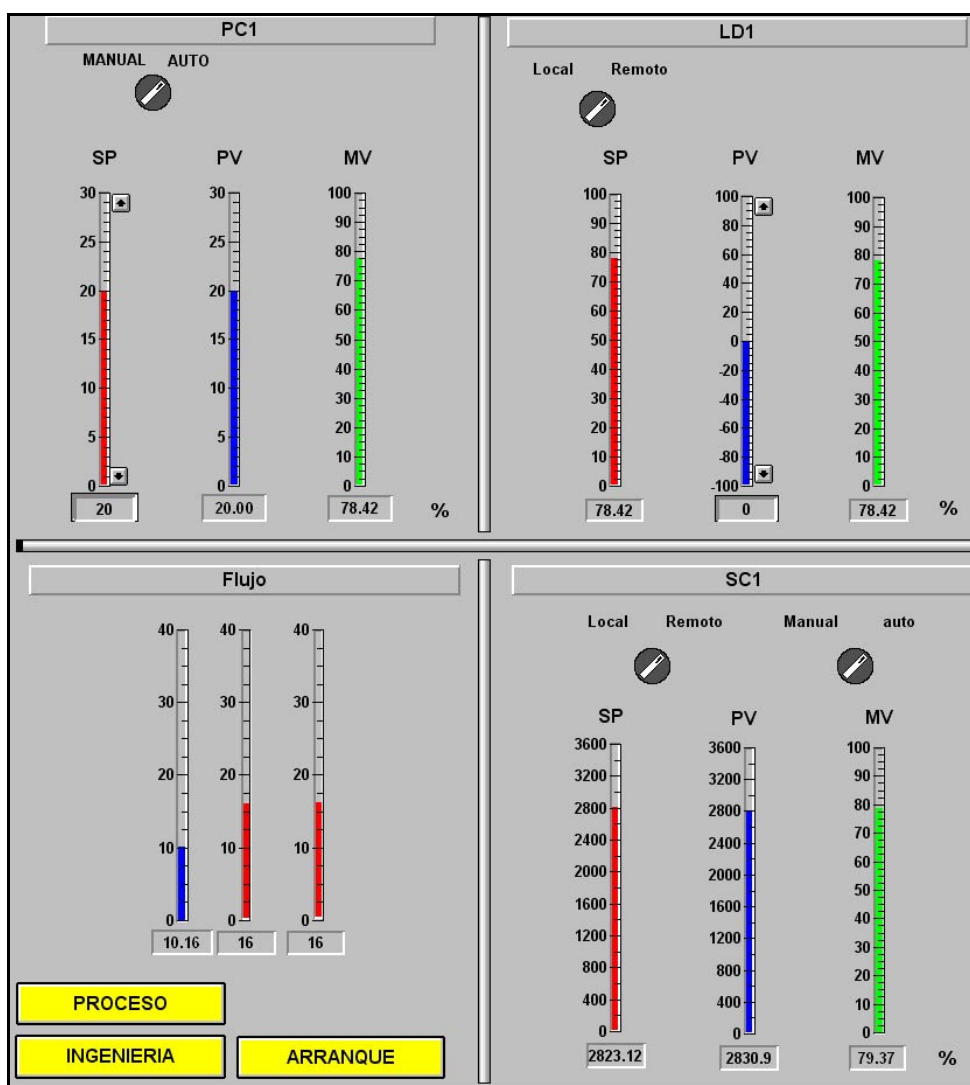 PC1
MANUAL AUTO
SP PV MV
30 30 100
90
25 25 80
70
20 20 60
15 15 50
40
10 10 30
5 5 20
10
0 0 0
20 20.00 78.42 %
LD1
Local Remoto
SP PV MV
100 100 100
90 80 90
80 60 80
70 40 70
60 20 60
50 0 50
40 -20 40
30 -40 30
20 -60 20
10 -80 10
0 -100 0
78.42 0 78.42 %
Flujo
40 40 40
30 30 30
20 20 20
10 10 10
0 0 0
10.16 16 16
PROCESO
INGENIERIA ARRANQUE
SC1
Local Remoto Manual auto
SP PV MV
3600 3600 100
3200 3200 90
2800 2800 80
2400 2400 70
2000 2000 60
1600 1600 50
1200 1200 40
800 800 30
400 400 20
10
0 0 0
2823.12 2830.9 79.37 %